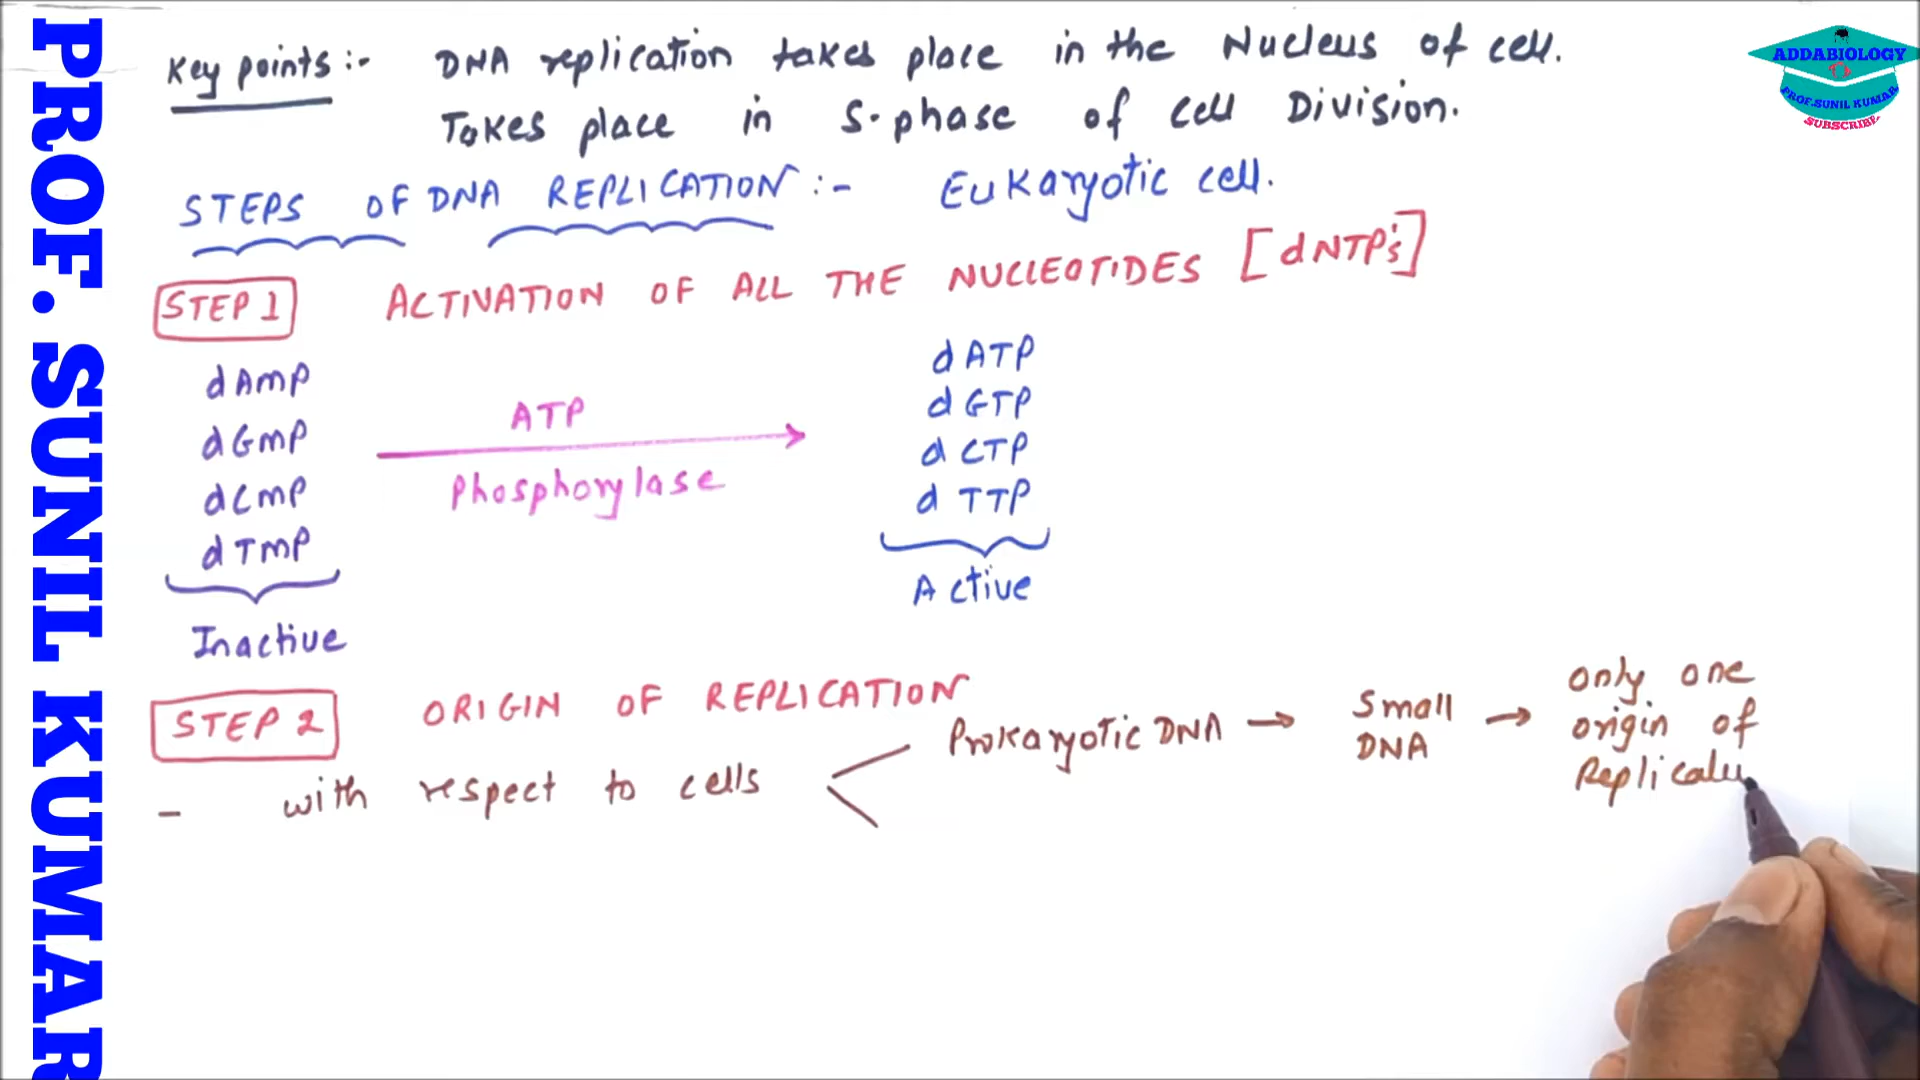 PROF. SUNIL KUMAR
ADDABIOLOGY
PROF.SUNIL KUMAR
SUBSCRIBE
Key points :- DNA replication takes place in the Nucleus of cell.
Takes place in S-phase of cell Division.
STEPS OF DNA REPLICATION :- Eukaryotic cell.
STEP 1 ACTIVATION OF ALL THE NUCLEOTIDES [dNTP's]
dAMP
dGMP
dCMP
dTMP
Inactive
ATP
Phosphorylase
dATP
dGTP
dCTP
dTTP
Active
STEP 2 ORIGIN OF REPLICATION
- with respect to cells
Prokaryotic DNA → Small DNA → only one
origin of